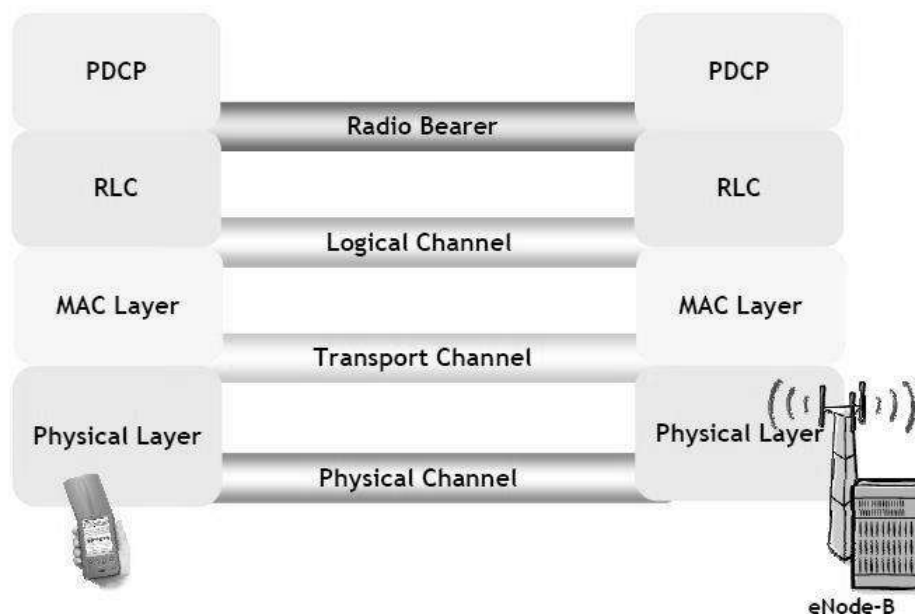 PDCP
PDCP
Radio Bearer
RLC
RLC
Logical Channel
MAC Layer
MAC Layer
Transport Channel
Physical Layer
Physical Layer
Physical Channel
eNode-B